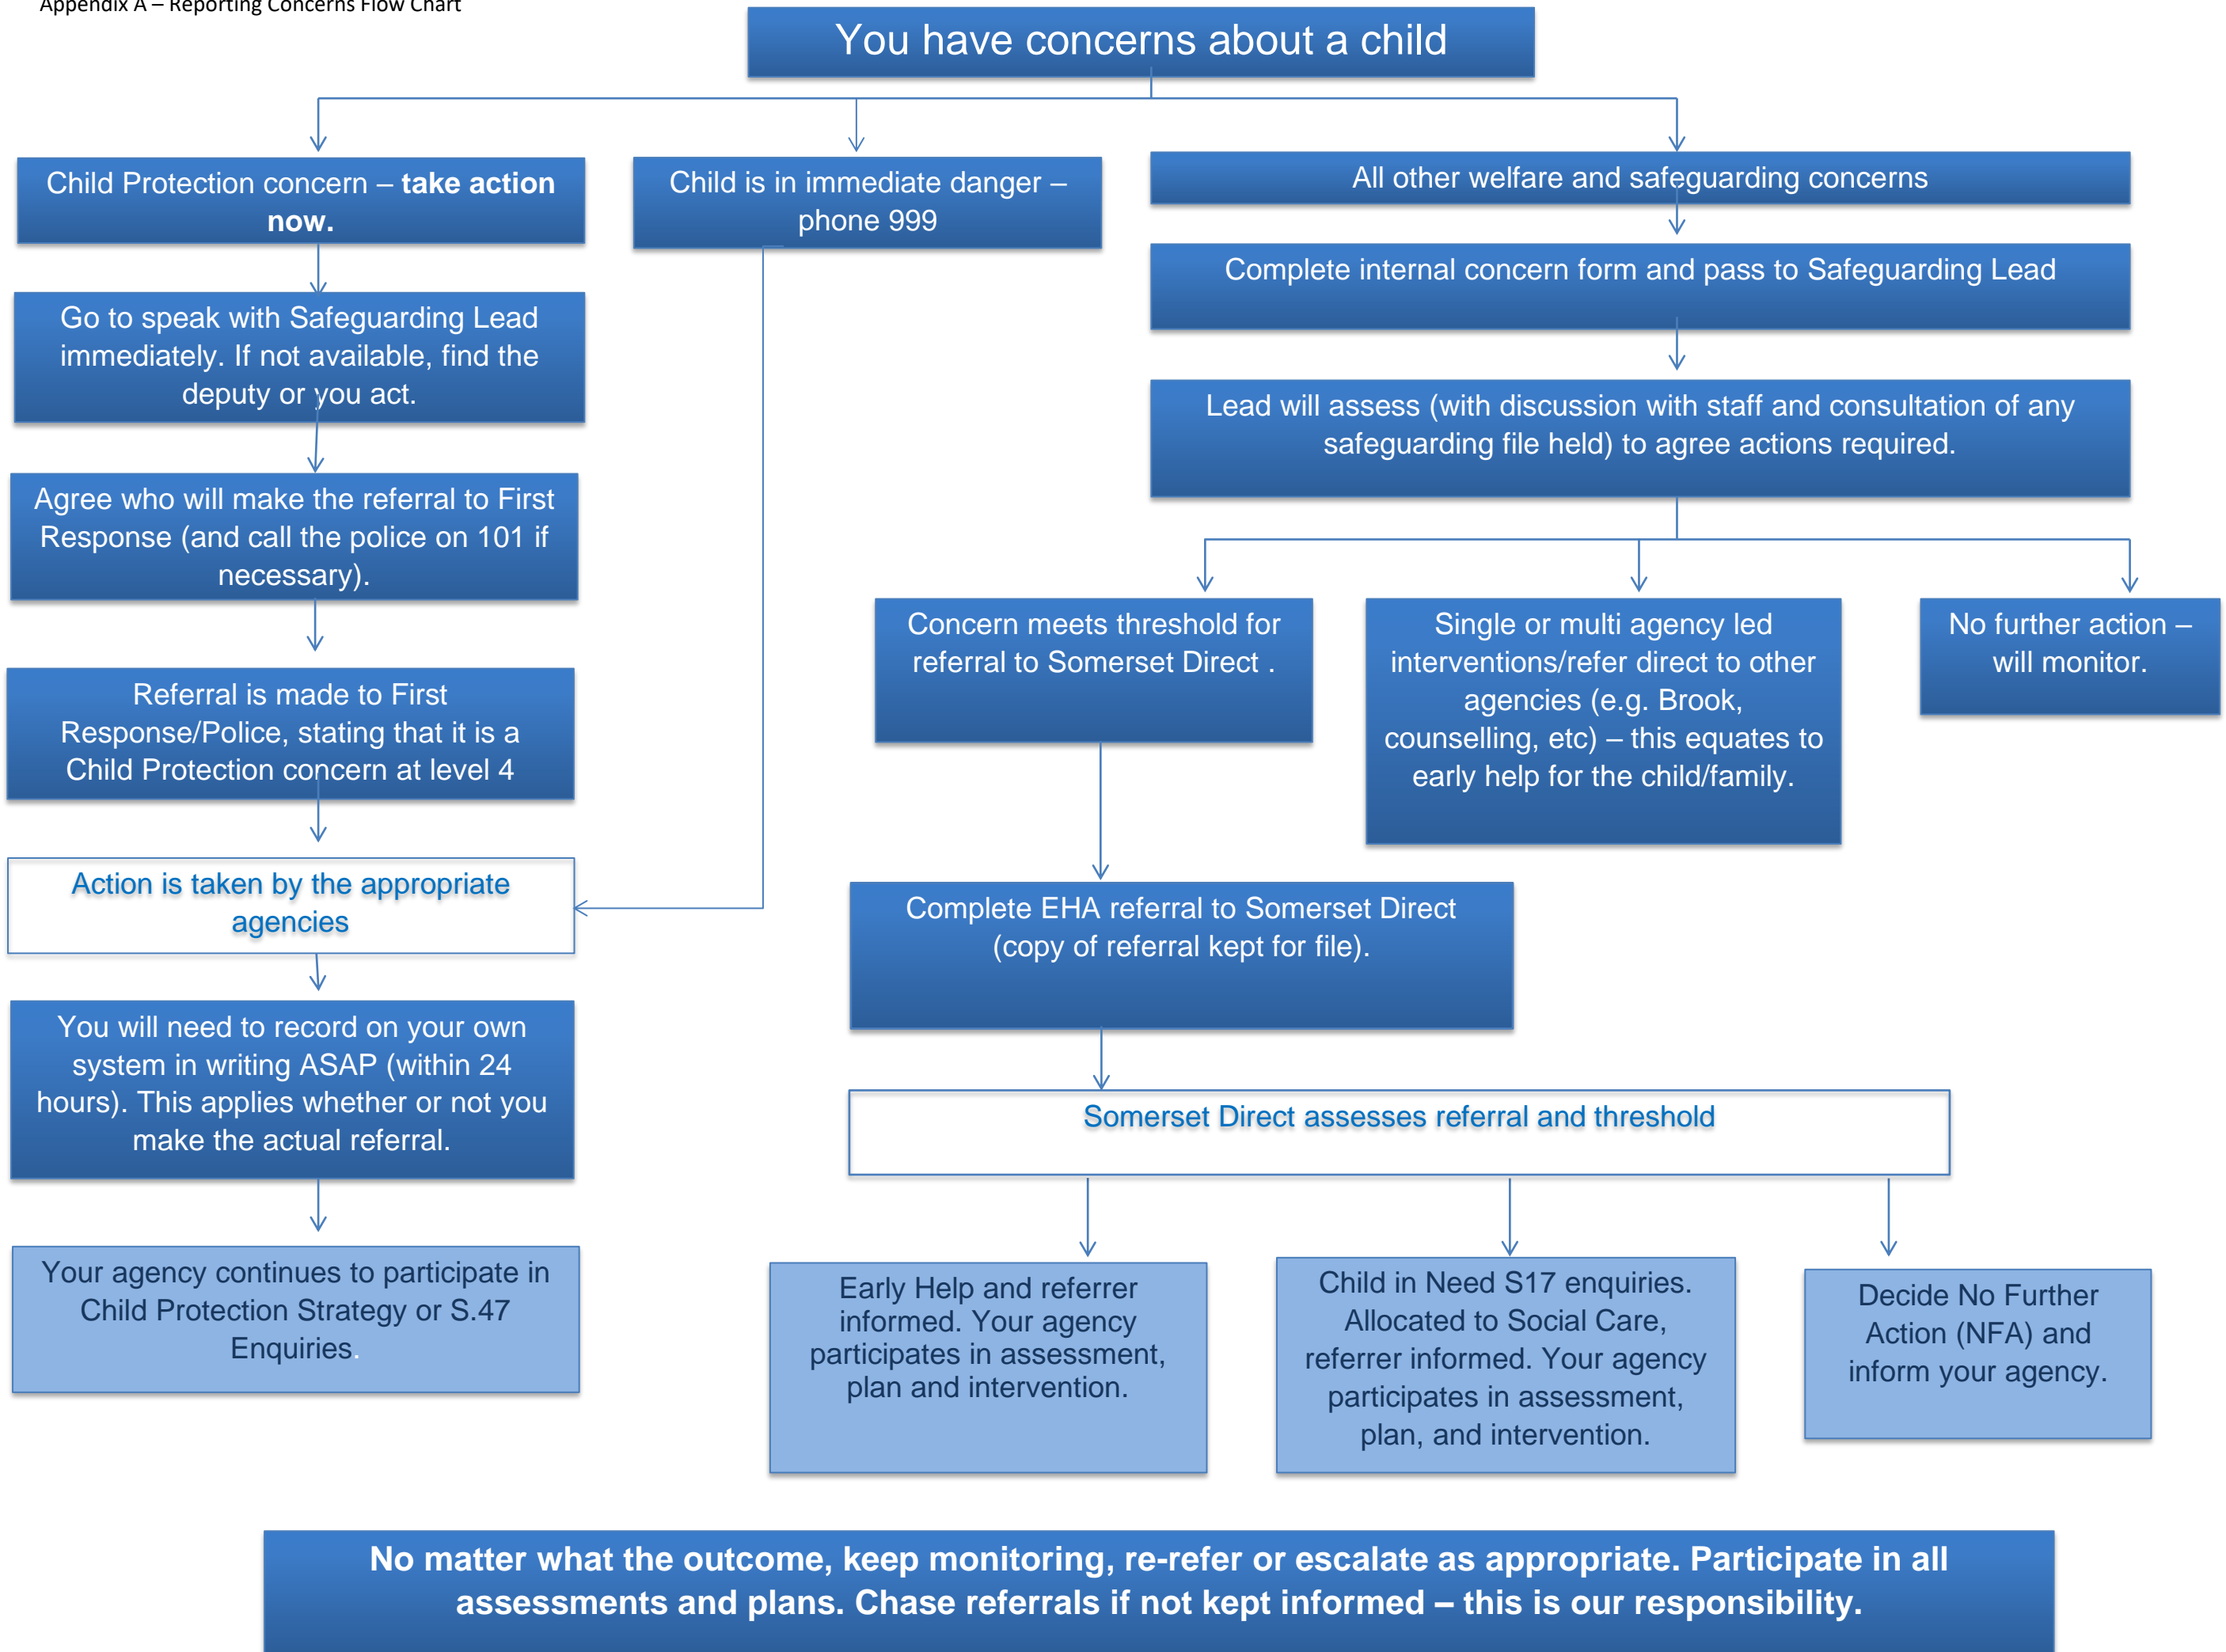 Appendix A – Reporting Concerns Flow Chart
You have concerns about a child
Child Protection concern – take action
now.
Child is in immediate danger –
phone 999
All other welfare and safeguarding concerns
Go to speak with Safeguarding Lead
immediately. If not available, find the
deputy or you act.
Complete internal concern form and pass to Safeguarding Lead
Lead will assess (with discussion with staff and consultation of any
safeguarding file held) to agree actions required.
Agree who will make the referral to First
Response (and call the police on 101 if
necessary).
Referral is made to First
Response/Police, stating that it is a
Child Protection concern at level 4
Concern meets threshold for
referral to Somerset Direct .
Single or multi agency led
interventions/refer direct to other
agencies (e.g. Brook,
counselling, etc) – this equates to
early help for the child/family.
No further action –
will monitor.
Action is taken by the appropriate
agencies
Complete EHA referral to Somerset Direct
(copy of referral kept for file).
You will need to record on your own
system in writing ASAP (within 24
hours). This applies whether or not you
make the actual referral.
Somerset Direct assesses referral and threshold
Your agency continues to participate in
Child Protection Strategy or S.47
Enquiries.
Early Help and referrer
informed. Your agency
participates in assessment,
plan and intervention.
Child in Need S17 enquiries.
Allocated to Social Care,
referrer informed. Your agency
participates in assessment,
plan, and intervention.
Decide No Further
Action (NFA) and
inform your agency.
No matter what the outcome, keep monitoring, re-refer or escalate as appropriate. Participate in all
assessments and plans. Chase referrals if not kept informed – this is our responsibility.